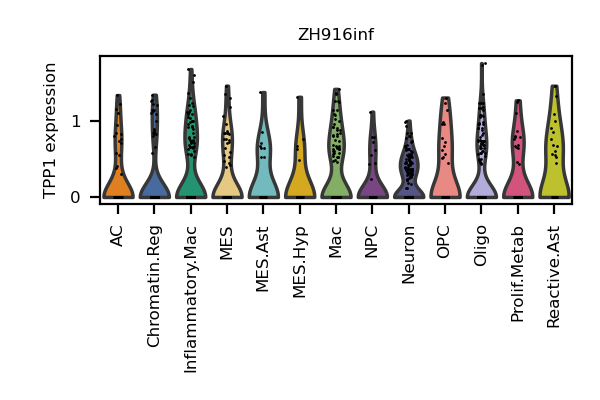 ZH916inf
TPP1 expression
1
0
AC
Chromatin.Reg
Inflammatory.Mac
MES
MES.Ast
MES.Hyp
Mac
NPC
Neuron
OPC
Oligo
Prolif.Metab
Reactive.Ast